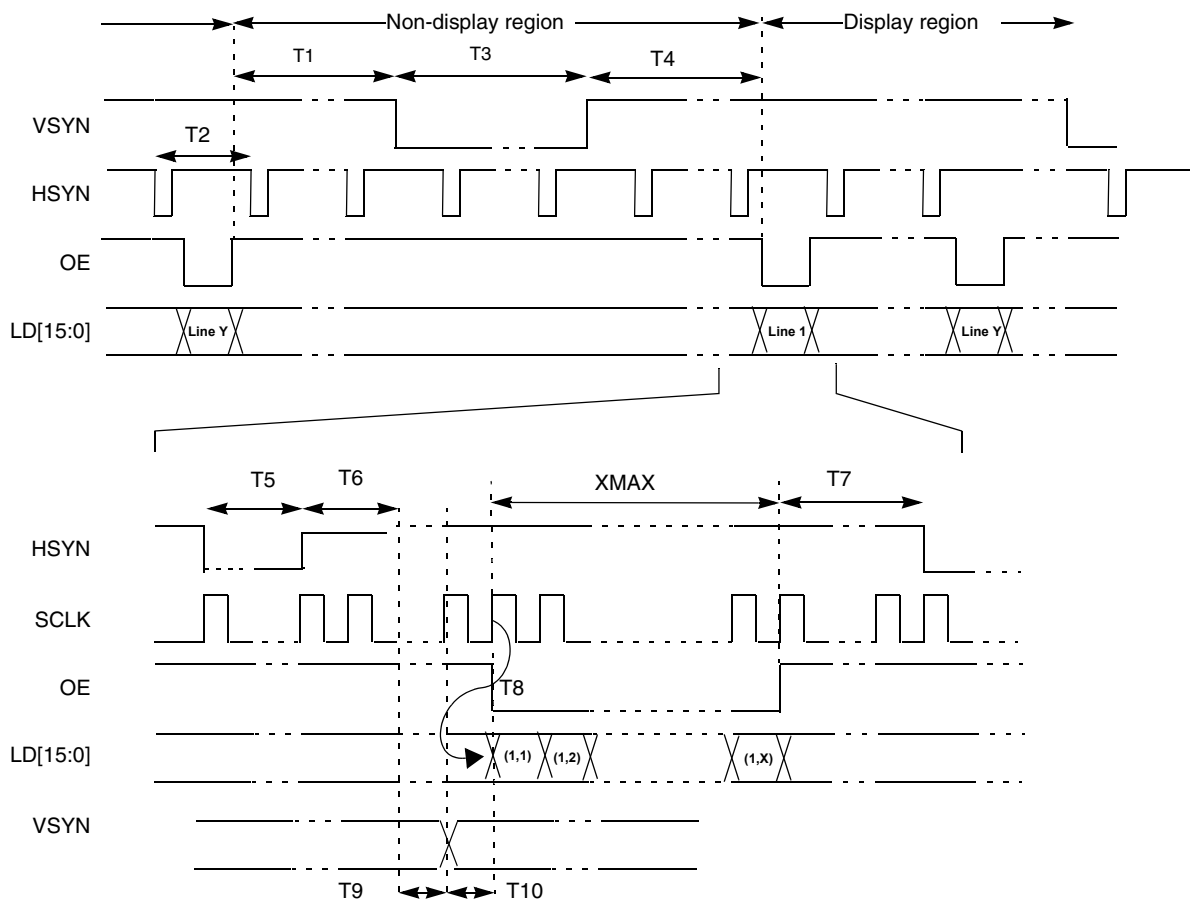 Non-display region
Display region
T1
T3
T4
VSYN
T2
HSYN
OE
LD[15:0]
Line Y
Line 1
Line Y
T5
T6
XMAX
T7
HSYN
SCLK
OE
T8
LD[15:0]
(1,1)
(1,2)
(1,X)
VSYN
T9
T10